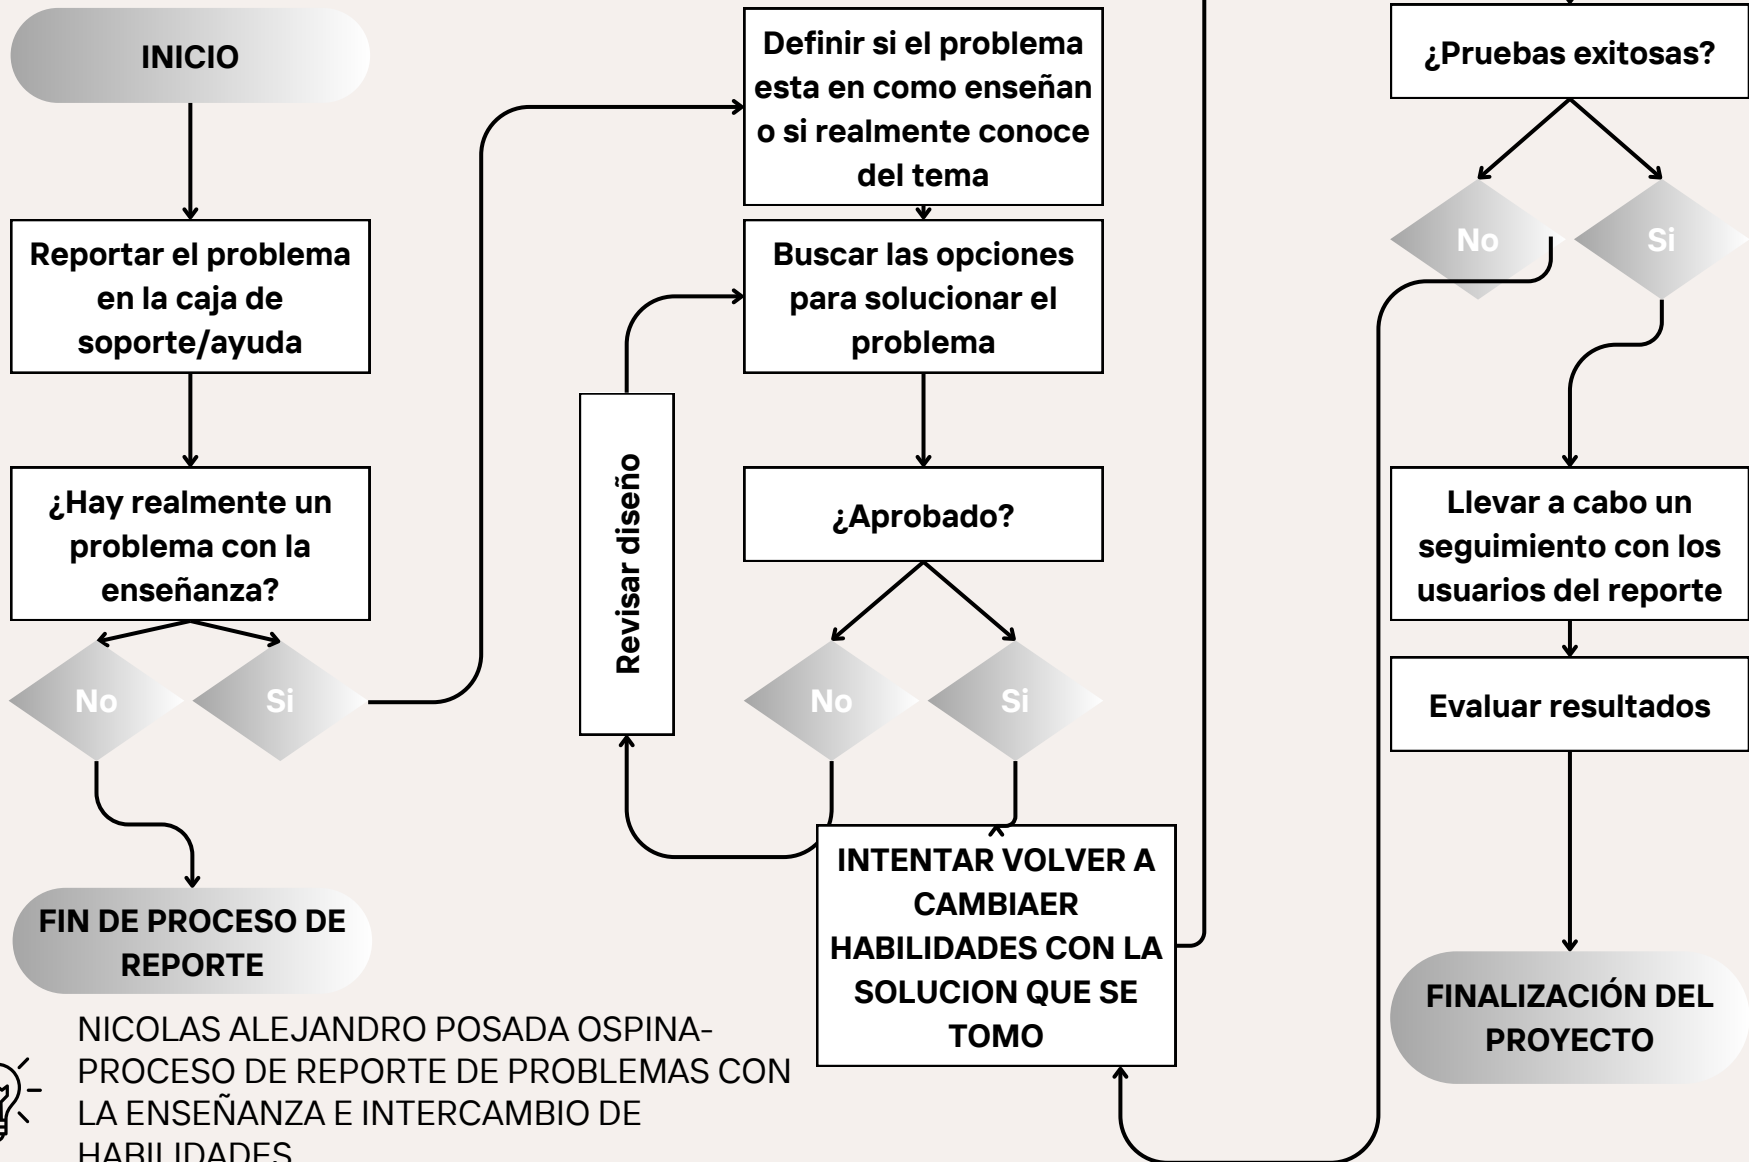 INICIO
Reportar el problema
en la caja de
soporte/ayuda
¿Hay realmente un
problema con la
enseñanza?
No
Si
FIN DE PROCESO DE
REPORTE
Definir si el problema
esta en como enseñan
o si realmente conoce
del tema
Buscar las opciones
para solucionar el
problema
Revisar diseño
¿Aprobado?
No
Si
INTENTAR VOLVER A
CAMBIAER
HABILIDADES CON LA
SOLUCION QUE SE
TOMO
¿Pruebas exitosas?
No
Si
Llevar a cabo un
seguimiento con los
usuarios del reporte
Evaluar resultados
FINALIZACIÓN DEL
PROYECTO
NICOLAS ALEJANDRO POSADA OSPINA-
PROCESO DE REPORTE DE PROBLEMAS CON
LA ENSEÑANZA E INTERCAMBIO DE
HABILIDADES